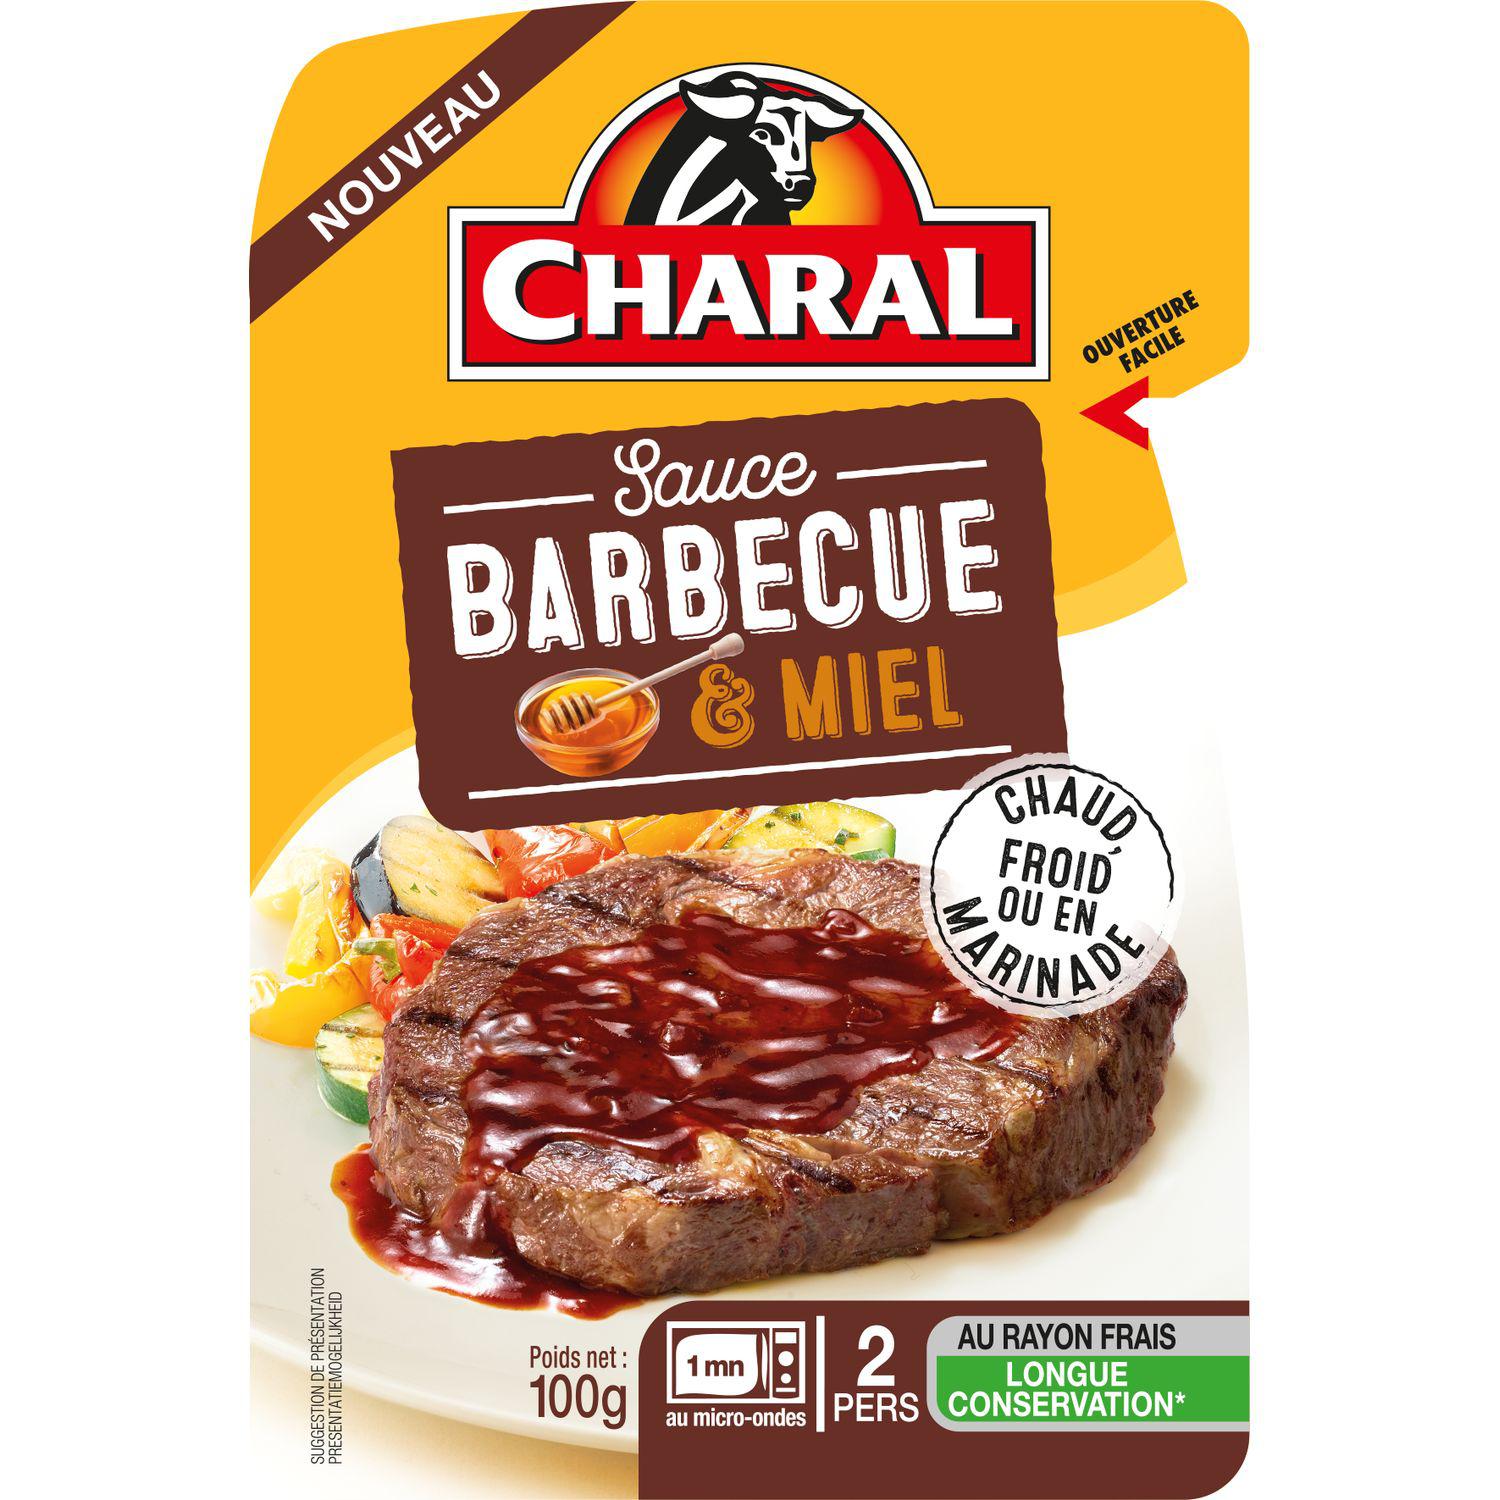 NOUVEAU
CHARAL
OUVERTURE
FACILE
Sauce
BARBECUE
& MIEL
CHAUD,
FROID
OU EN
MARINADE
SUGGESTION DE PRÉSENTATION
PRESENTATIEMOGELIJKHEID
Poids net :
100g
1 mn
au micro-ondes
2
PERS
AU RAYON FRAIS
LONGUE
CONSERVATION*